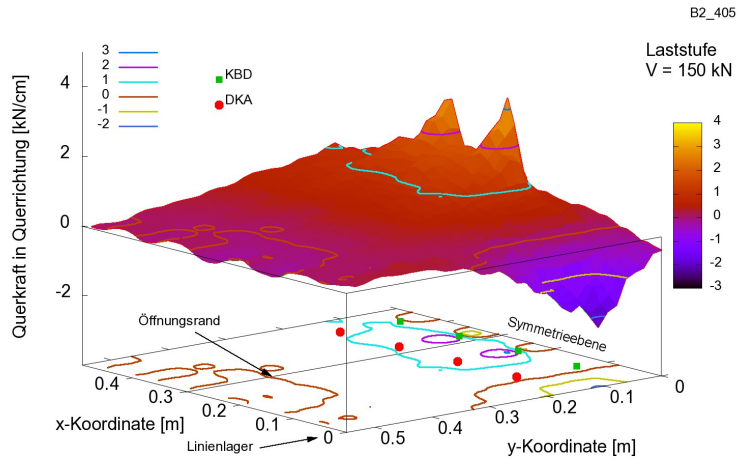 B2_405
Laststufe
V = 150 kN
3
2
1
0
-1
-2
KBD
DKA
Querkraft in Querrichtung [kN/cm]
4
2
0
-2
4
3
2
1
0
-1
-2
-3
Öffnungsrand
Symmetrieebene
Linienlager
0.4
0.3
0.2
0.1
0
x-Koordinate [m]
0.5
0.4
0.3
0.2
0.1
0
y-Koordinate [m]